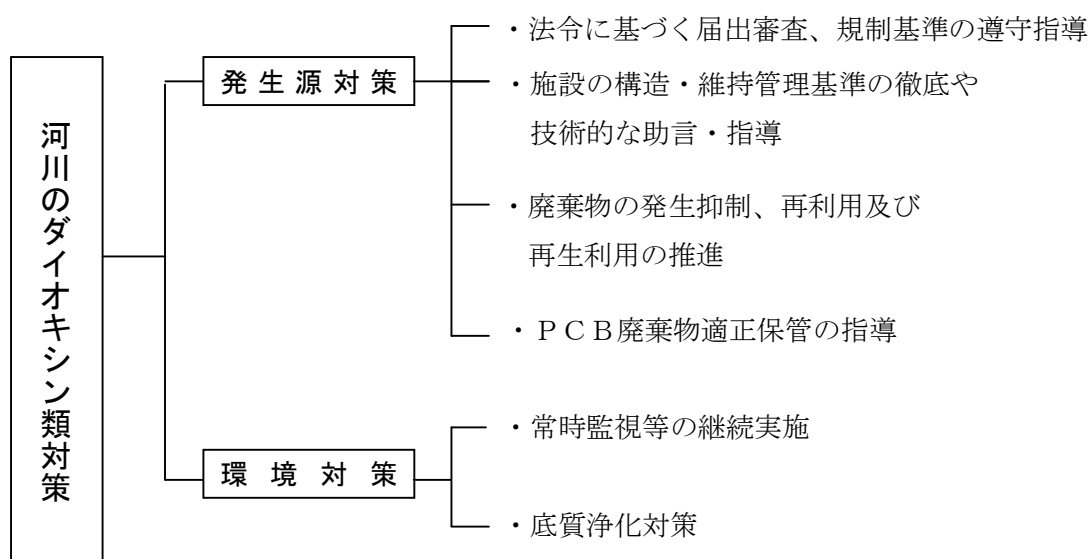 河川のダイオキシン類対策
発生源対策
・法令に基づく届出審査、規制基準の遵守指導
・施設の構造・維持管理基準の徹底や
技術的な助言・指導
・廃棄物の発生抑制、再利用及び
再生利用の推進
・ＰＣＢ廃棄物適正保管の指導
環境対策
・常時監視等の継続実施
・底質浄化対策